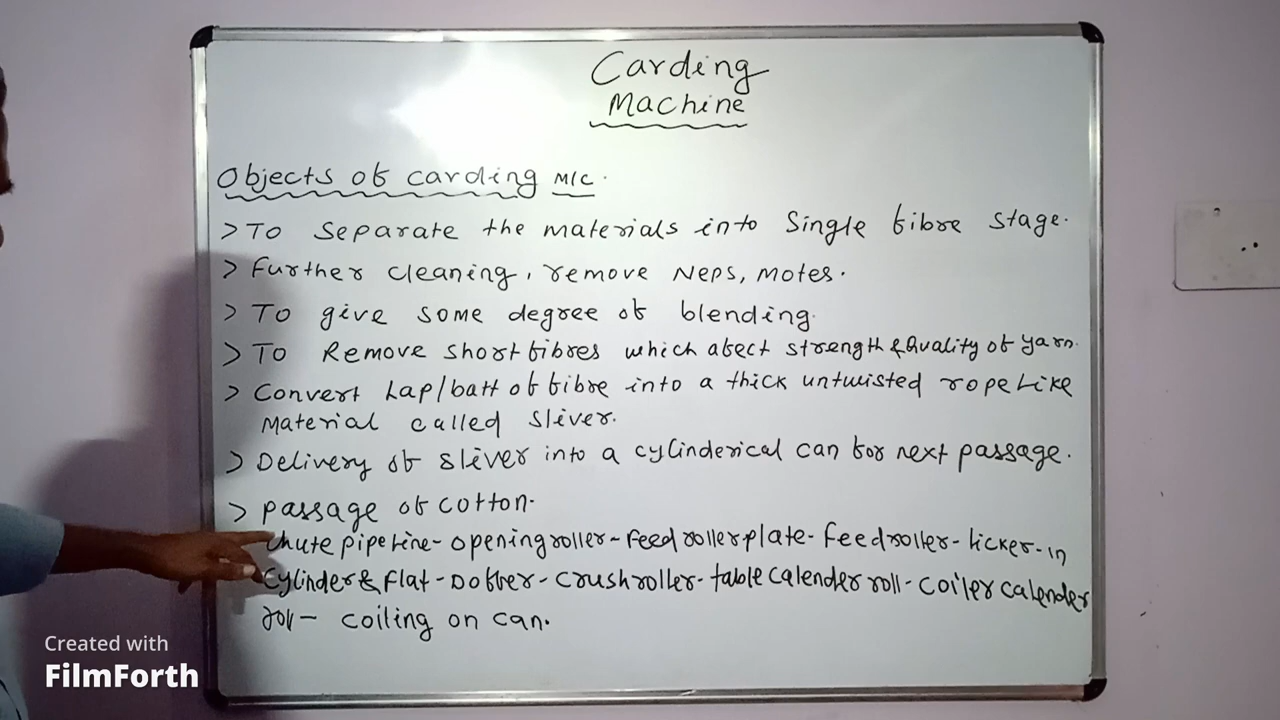 Carding
Machine
Objects of carding M/C.
> To Separate the materials into Single fibre stage.
> Further cleaning, remove Neps, Motes.
> To give some degree of blending.
> To Remove short fibres which afect strength & Quality of yarn.
> Convert Lap/batt of fibre into a thick untwisted rope Like
Material called Sliver.
> Delivery of sliver into a cylinderical can for next passage.
> Passage of cotton.
Chute pipe Line - opening roller - Feed roller plate - Feed roller - licker-in
Cylinder & flat - Doffer - crush roller - table calender roll - coiler calender
roll - coiling on can.
Created with
FilmForth